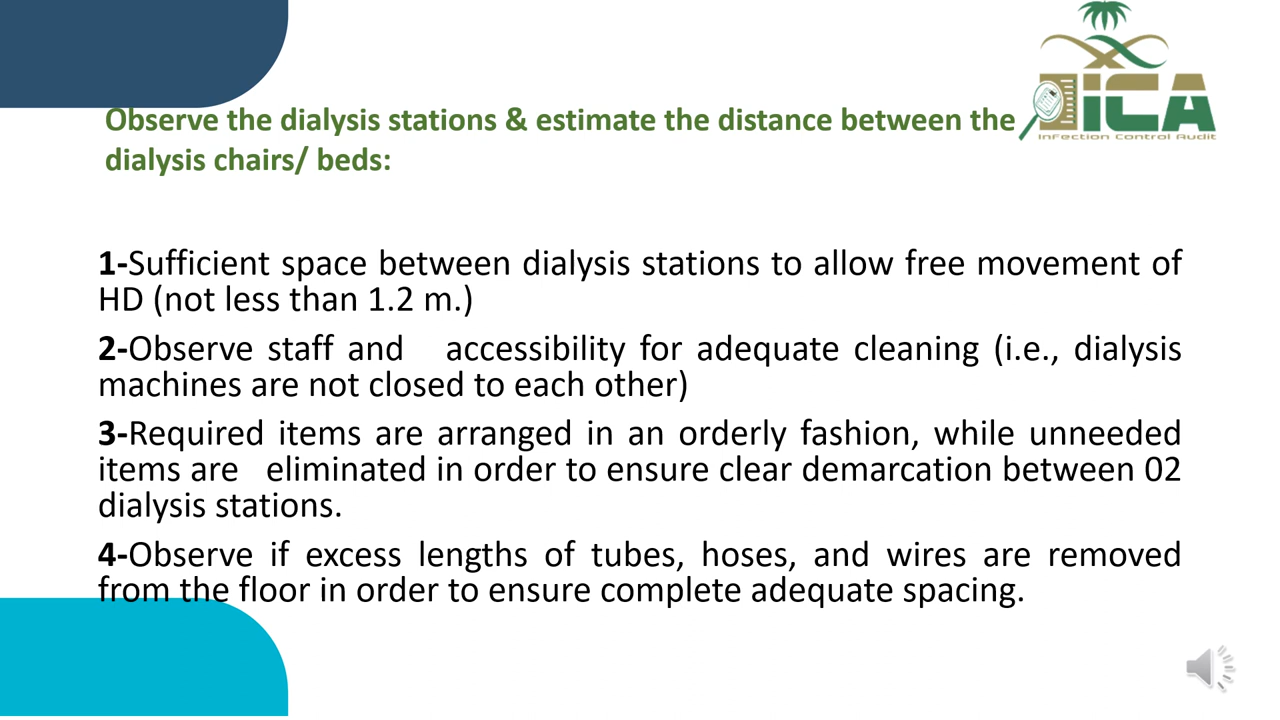 iCA
Infection Control Audit
Observe the dialysis stations & estimate the distance between the
dialysis chairs/ beds:
1-Sufficient space between dialysis stations to allow free movement of
HD (not less than 1.2 m.)
2-Observe staff and accessibility for adequate cleaning (i.e., dialysis
machines are not closed to each other)
3-Required items are arranged in an orderly fashion, while unneeded
items are eliminated in order to ensure clear demarcation between 02
dialysis stations.
4-Observe if excess lengths of tubes, hoses, and wires are removed
from the floor in order to ensure complete adequate spacing.